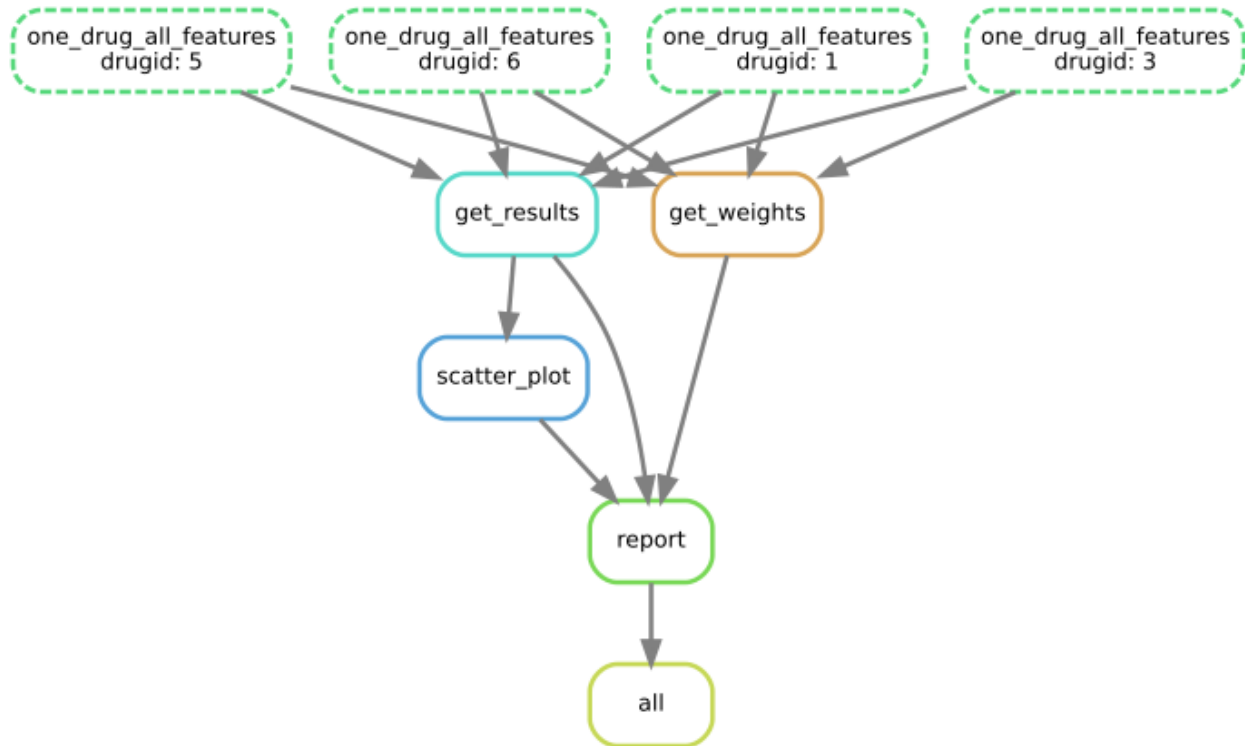 one_drug_all_features
drugid: 5
one_drug_all_features
drugid: 6
one_drug_all_features
drugid: 1
one_drug_all_features
drugid: 3
get_results
get_weights
scatter_plot
report
all